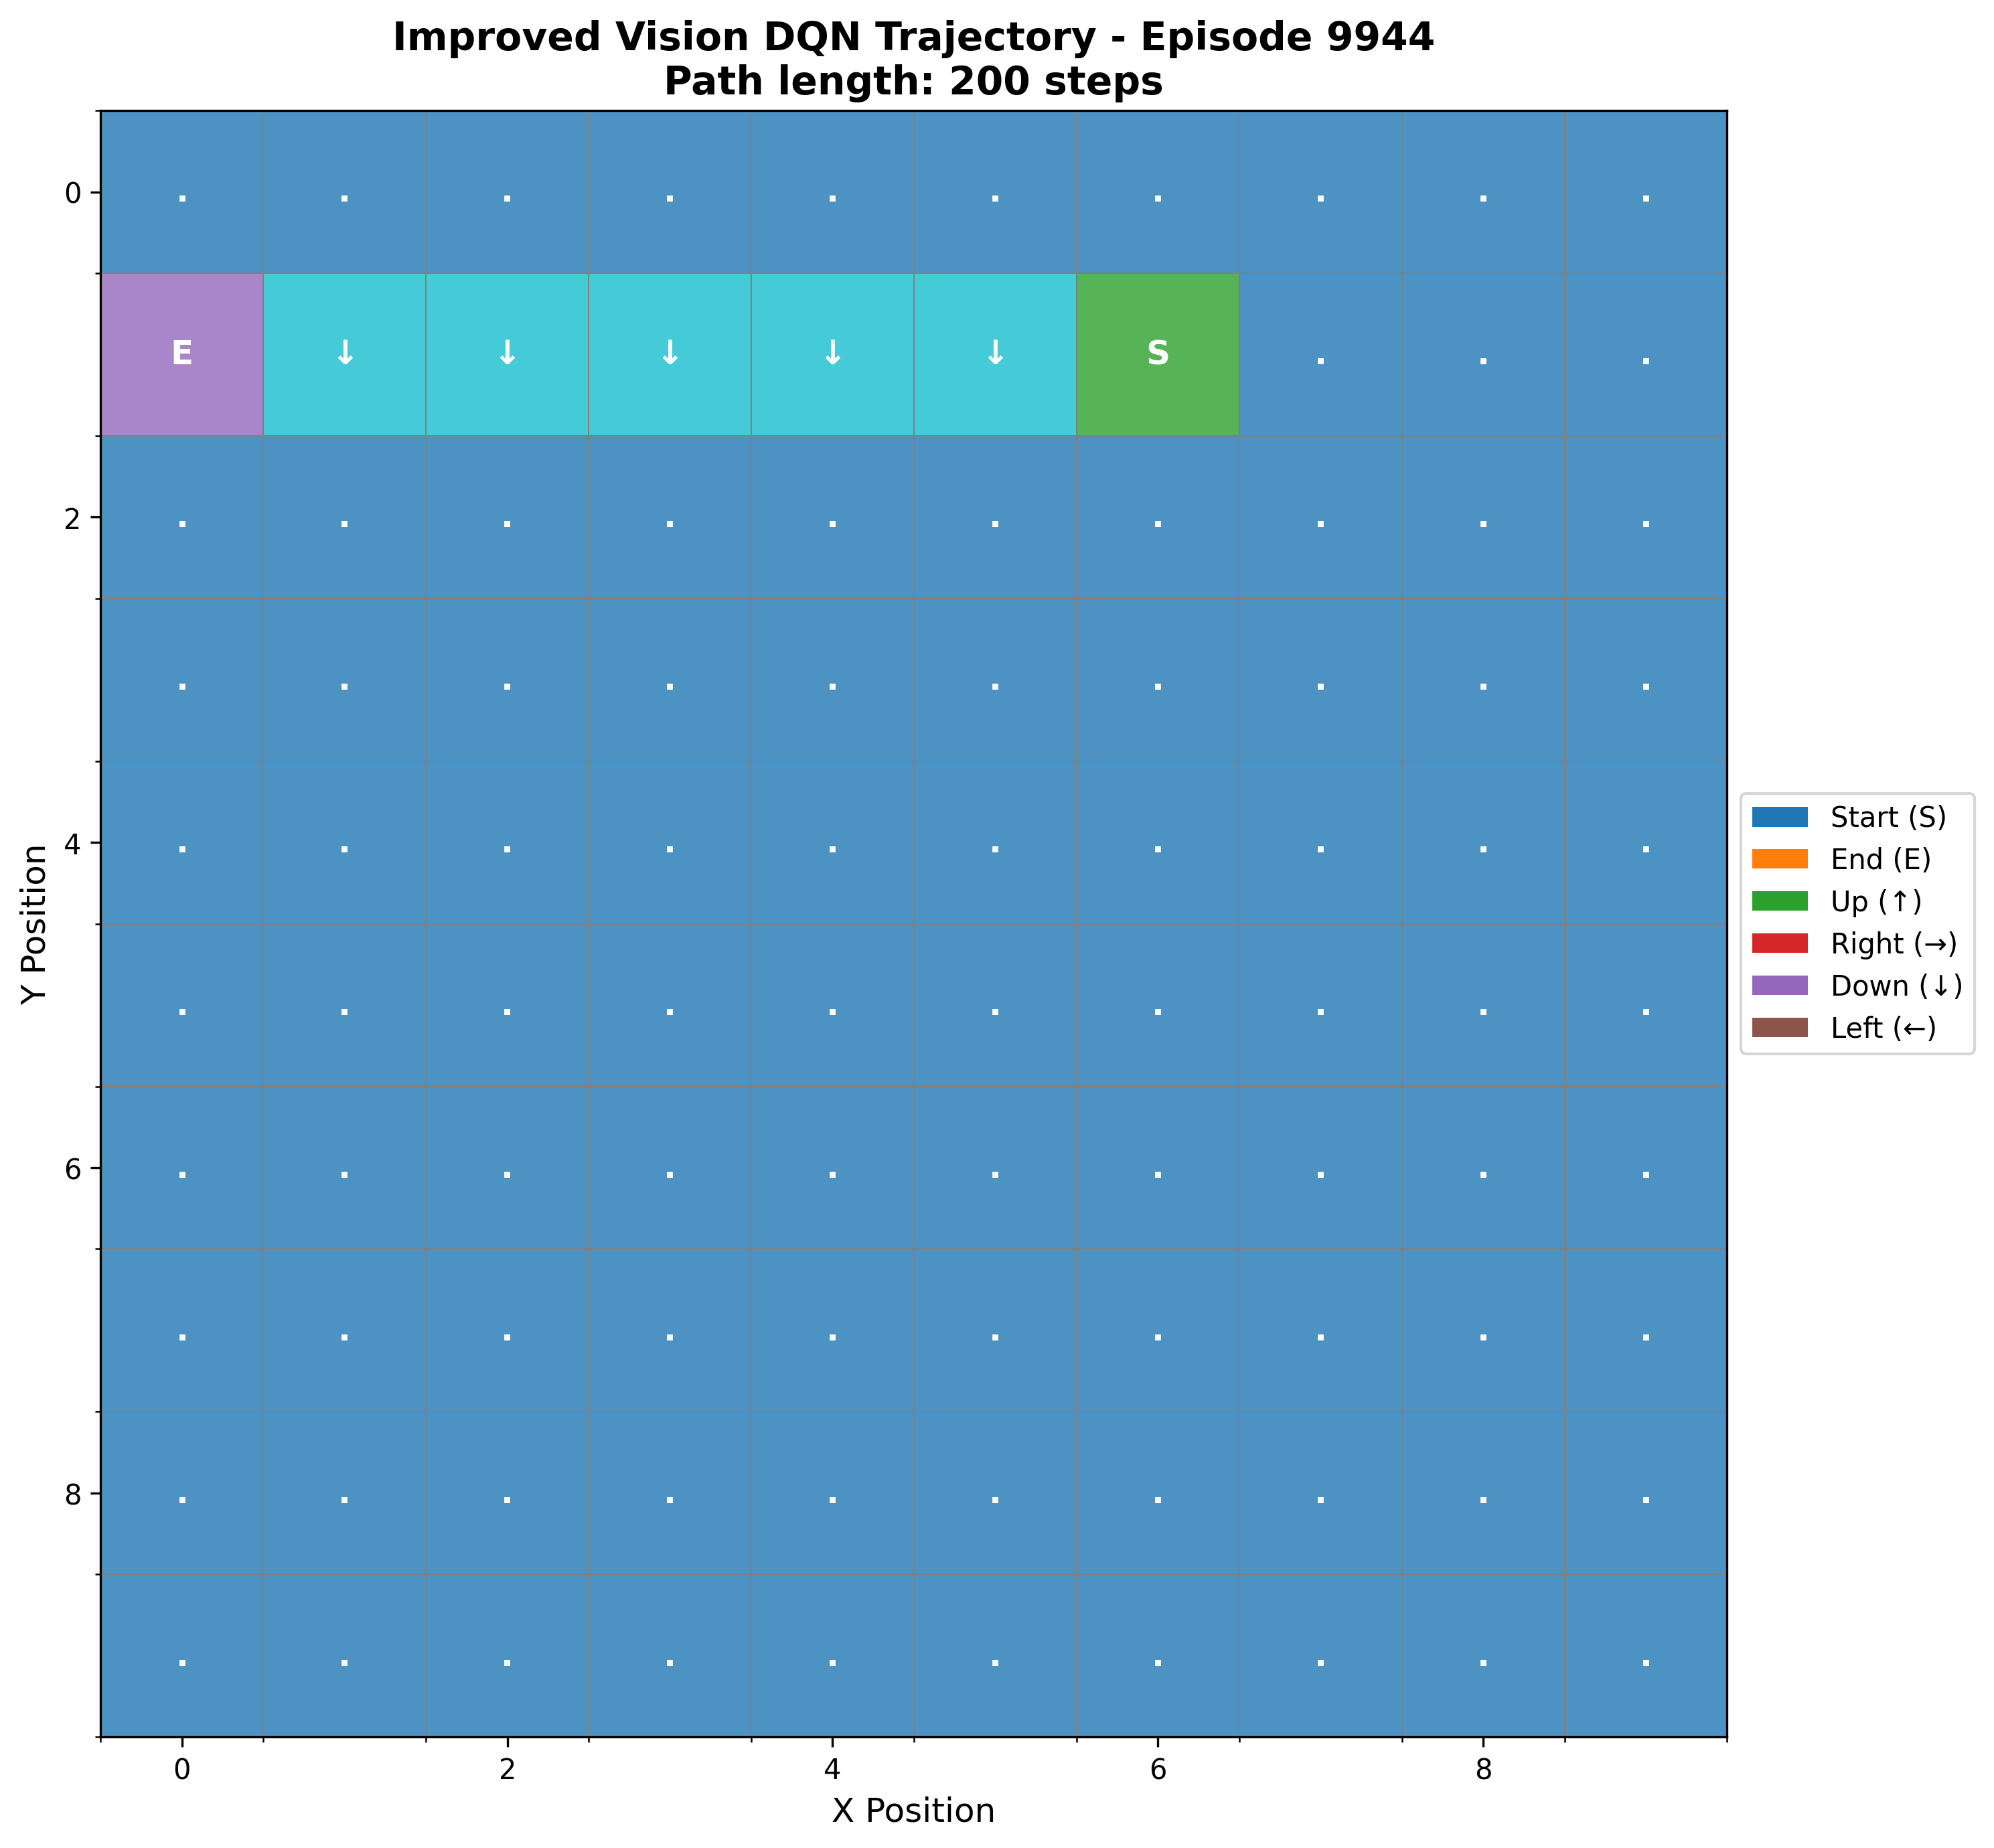 Improved Vision DQN Trajectory - Episode 9944
Path length: 200 steps
0
E ↓ ↓ ↓ ↓ ↓ S
2
4
6
8
Y Position
0 2 4 6 8
X Position
Start (S)
End (E)
Up (↑)
Right (→)
Down (↓)
Left (←)